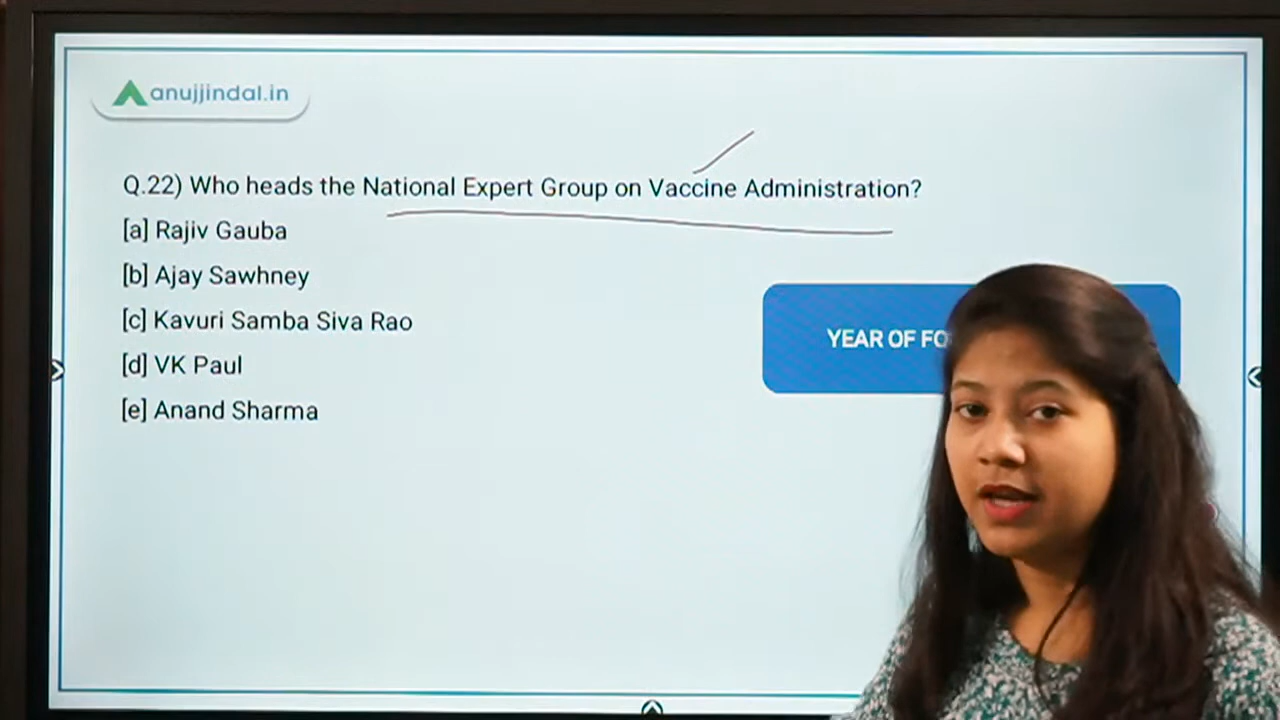 anujjindal.in
Q.22) Who heads the National Expert Group on Vaccine Administration?
[a] Rajiv Gauba
[b] Ajay Sawhney
[c] Kavuri Samba Siva Rao
[d] VK Paul
[e] Anand Sharma
YEAR OF